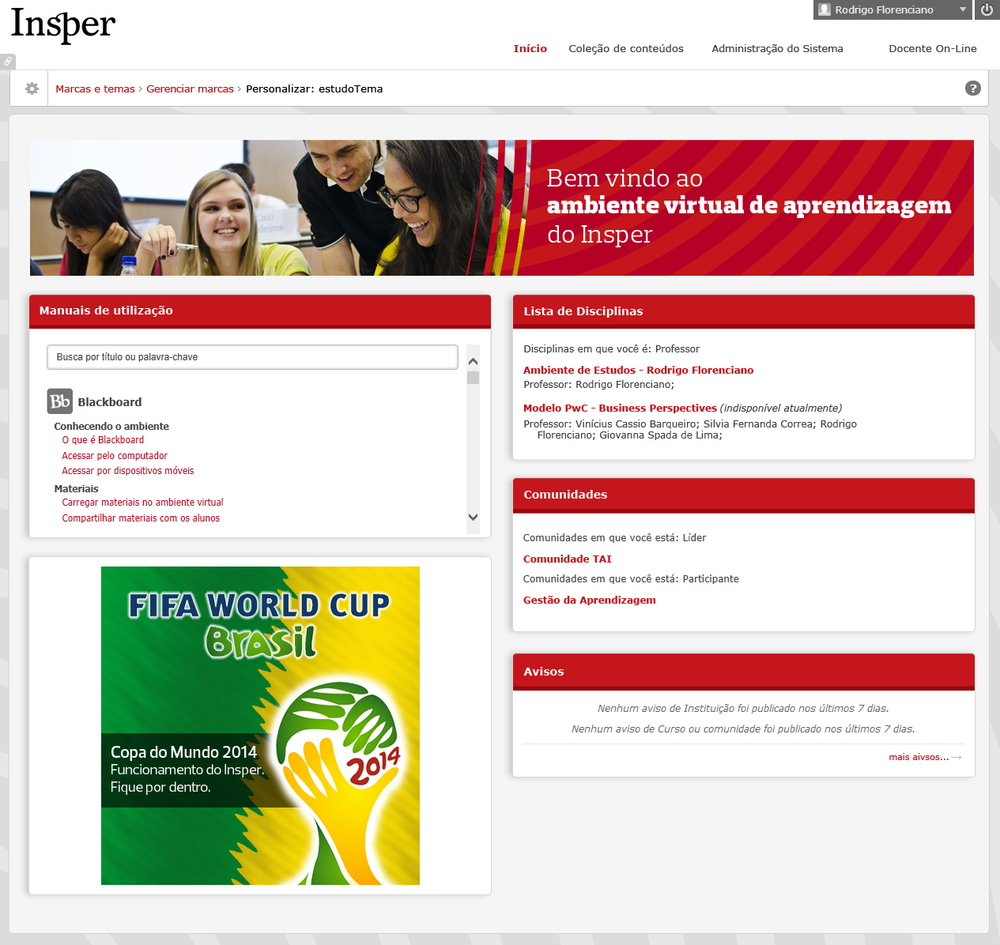 Insper
Rodrigo Florenciano
Início Coleção de conteúdos Administração do Sistema Docente On-Line
Marcas e temas › Gerenciar marcas › Personalizar: estudoTema
?
Bem vindo ao
ambiente virtual de aprendizagem
do Insper
Manuais de utilização
Busca por título ou palavra-chave
Bb Blackboard
Conhecendo o ambiente
O que é Blackboard
Acessar pelo computador
Acessar por dispositivos móveis
Materiais
Carregar materiais no ambiente virtual
Compartilhar materiais com os alunos
FIFA WORLD CUP
Brasil
2014
Copa do Mundo 2014
Funcionamento do Insper.
Fique por dentro.
Lista de Disciplinas
Disciplinas em que você é: Professor
Ambiente de Estudos - Rodrigo Florenciano
Professor: Rodrigo Florenciano;
Modelo PwC - Business Perspectives (indisponível atualmente)
Professor: Vinícius Cassio Barqueiro; Silvia Fernanda Correa; Rodrigo
Florenciano; Giovanna Spada de Lima;
Comunidades
Comunidades em que você está: Líder
Comunidade TAI
Comunidades em que você está: Participante
Gestão da Aprendizagem
Avisos
Nenhum aviso de Instituição foi publicado nos últimos 7 dias.
Nenhum aviso de Curso ou comunidade foi publicado nos últimos 7 dias.
mais aivsos... →